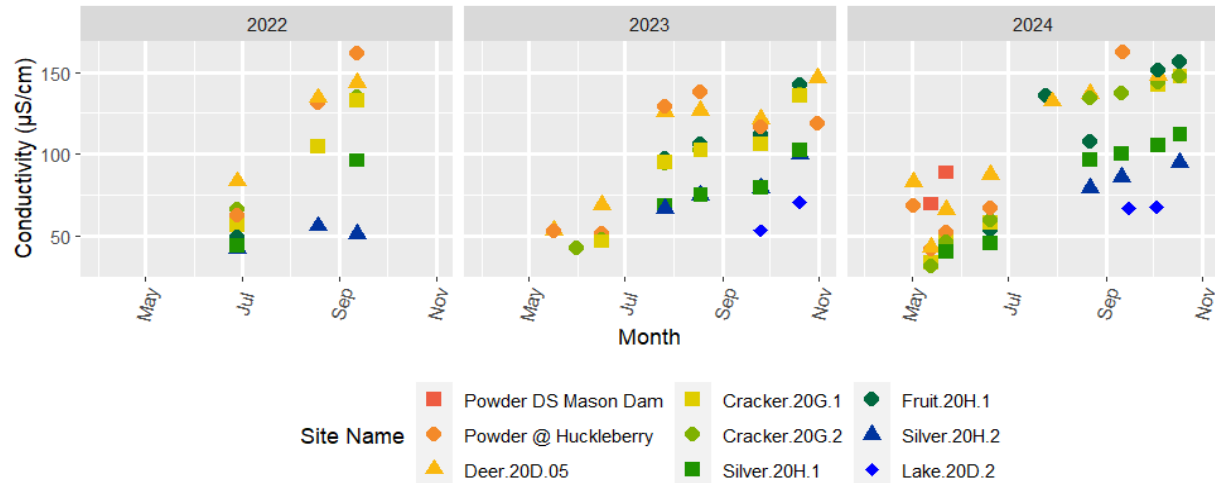 2022 2023 2024
Conductivity (µS/cm)
150
100
50
May Jul Sep Nov May Jul Sep Nov May Jul Sep Nov
Month
Site Name
Powder DS Mason Dam Cracker.20G.1 Fruit.20H.1
Powder @ Huckleberry Cracker.20G.2 Silver.20H.2
Deer.20D.05 Silver.20H.1 Lake.20D.2